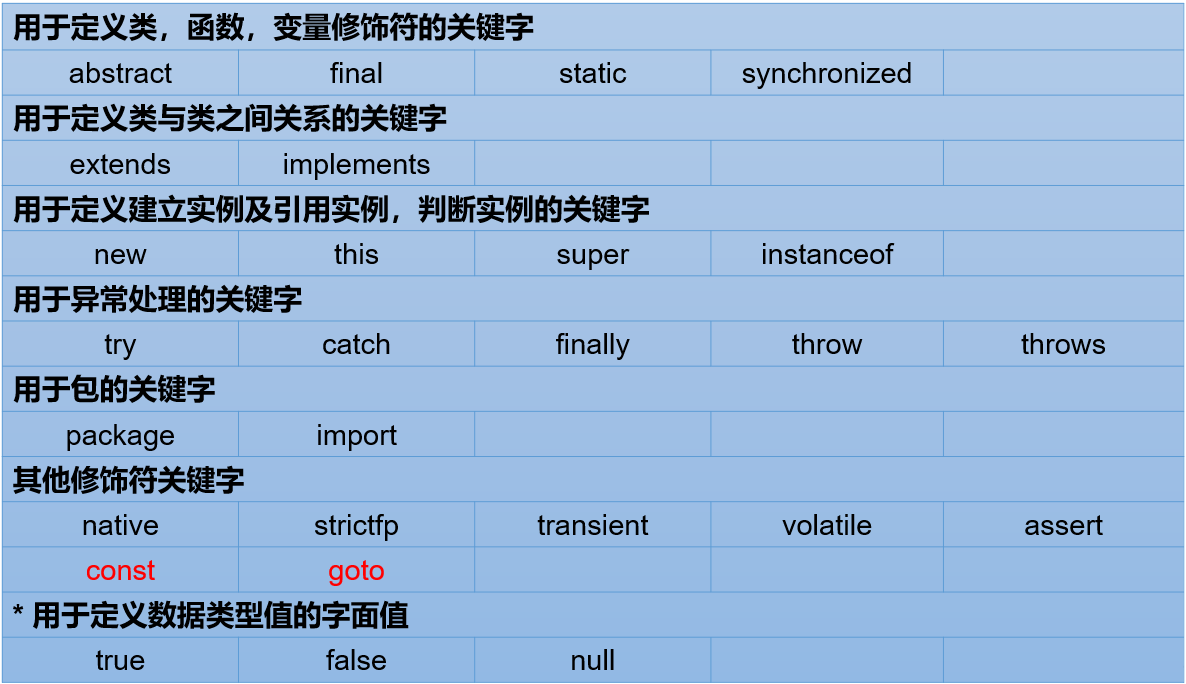 用于定义类，函数，变量修饰符的关键字
abstract final static synchronized
用于定义类与类之间关系的关键字
extends implements
用于定义建立实例及引用实例，判断实例的关键字
new this super instanceof
用于异常处理的关键字
try catch finally throw throws
用于包的关键字
package import
其他修饰符关键字
native strictfp transient volatile assert
const goto
* 用于定义数据类型值的字面值
true false null